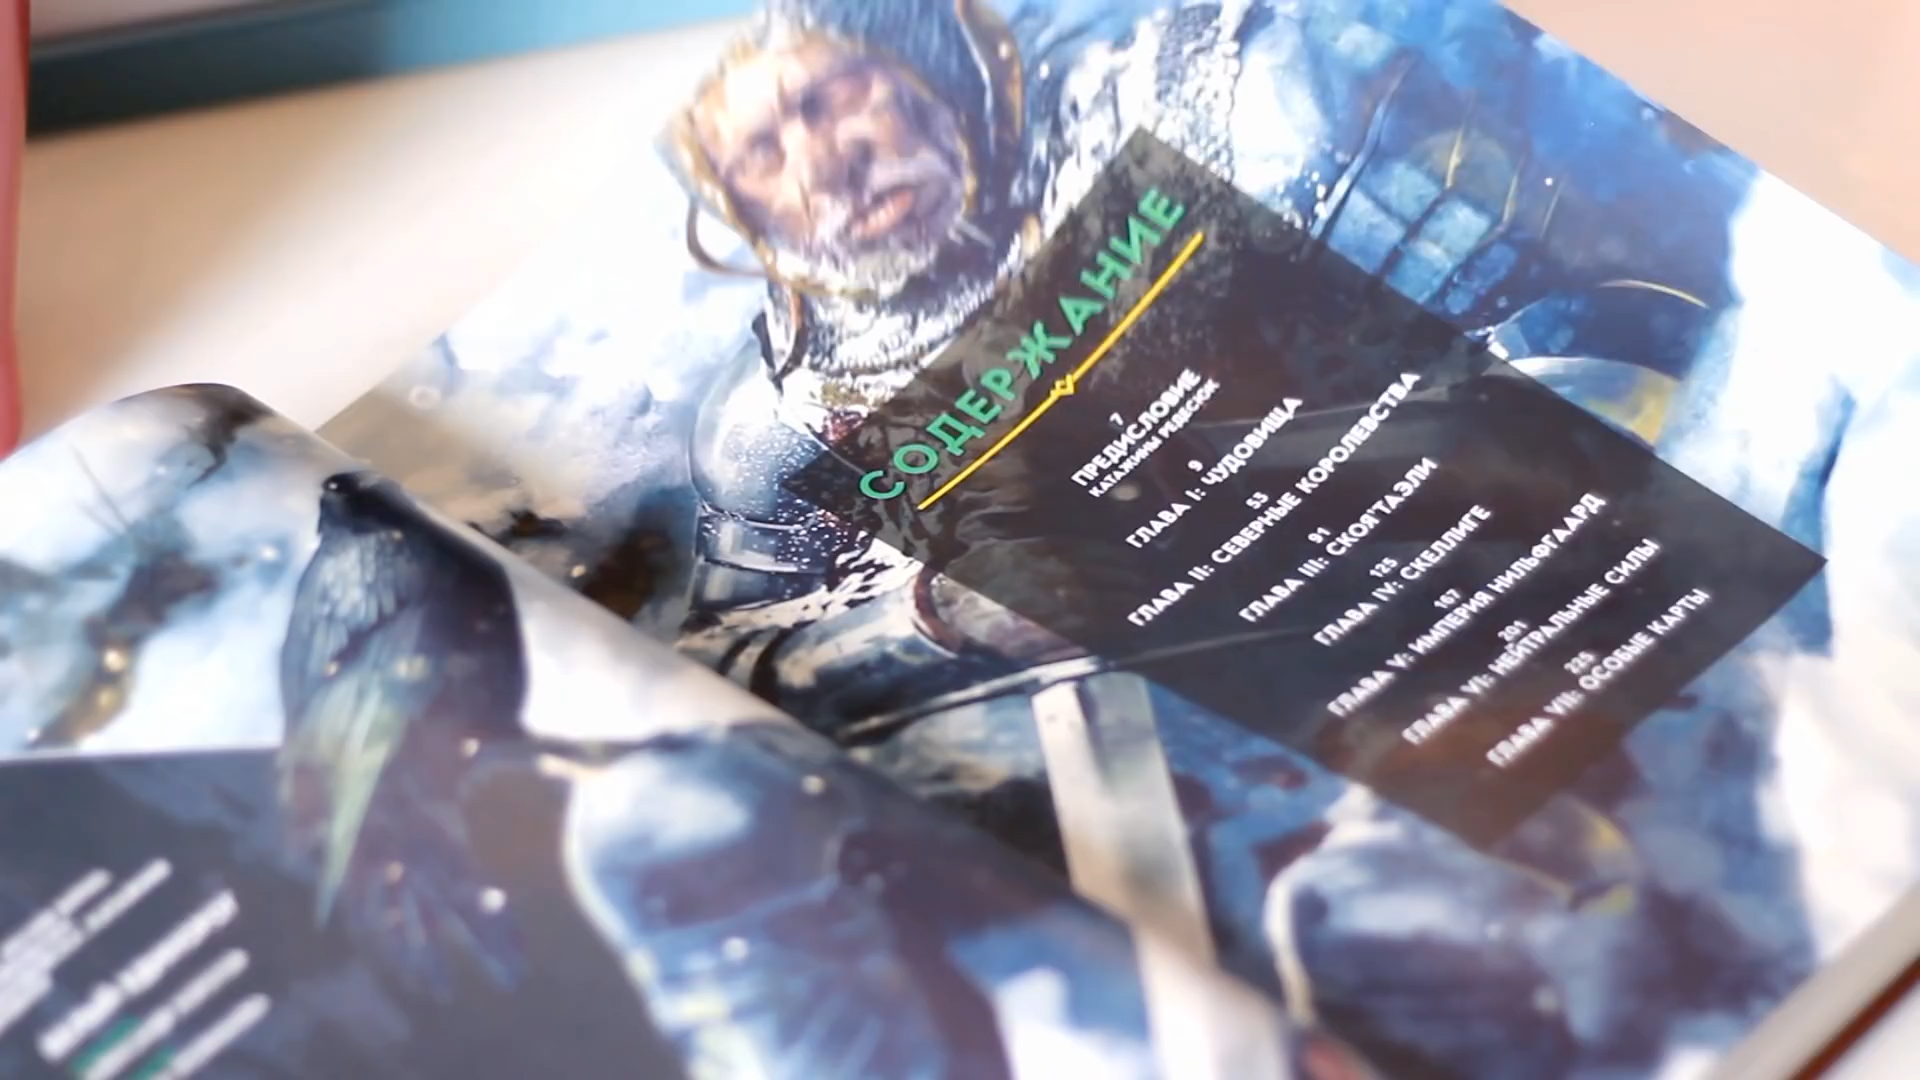 СОДЕРЖАНИЕ
7
ПРЕДИСЛОВИЕ
КАТАЖИНЫ РЕДЕСЮК
9
ГЛАВА I: ЧУДОВИЩА
53
ГЛАВА II: СЕВЕРНЫЕ КОРОЛЕВСТВА
91
ГЛАВА III: СКОЯ'ТАЭЛИ
125
ГЛАВА IV: СКЕЛЛИГЕ
167
ГЛАВА V: ИМПЕРИЯ НИЛЬФГААРД
201
ГЛАВА VI: НЕЙТРАЛЬНЫЕ СИЛЫ
225
ГЛАВА VII: ОСОБЫЕ КАРТЫ